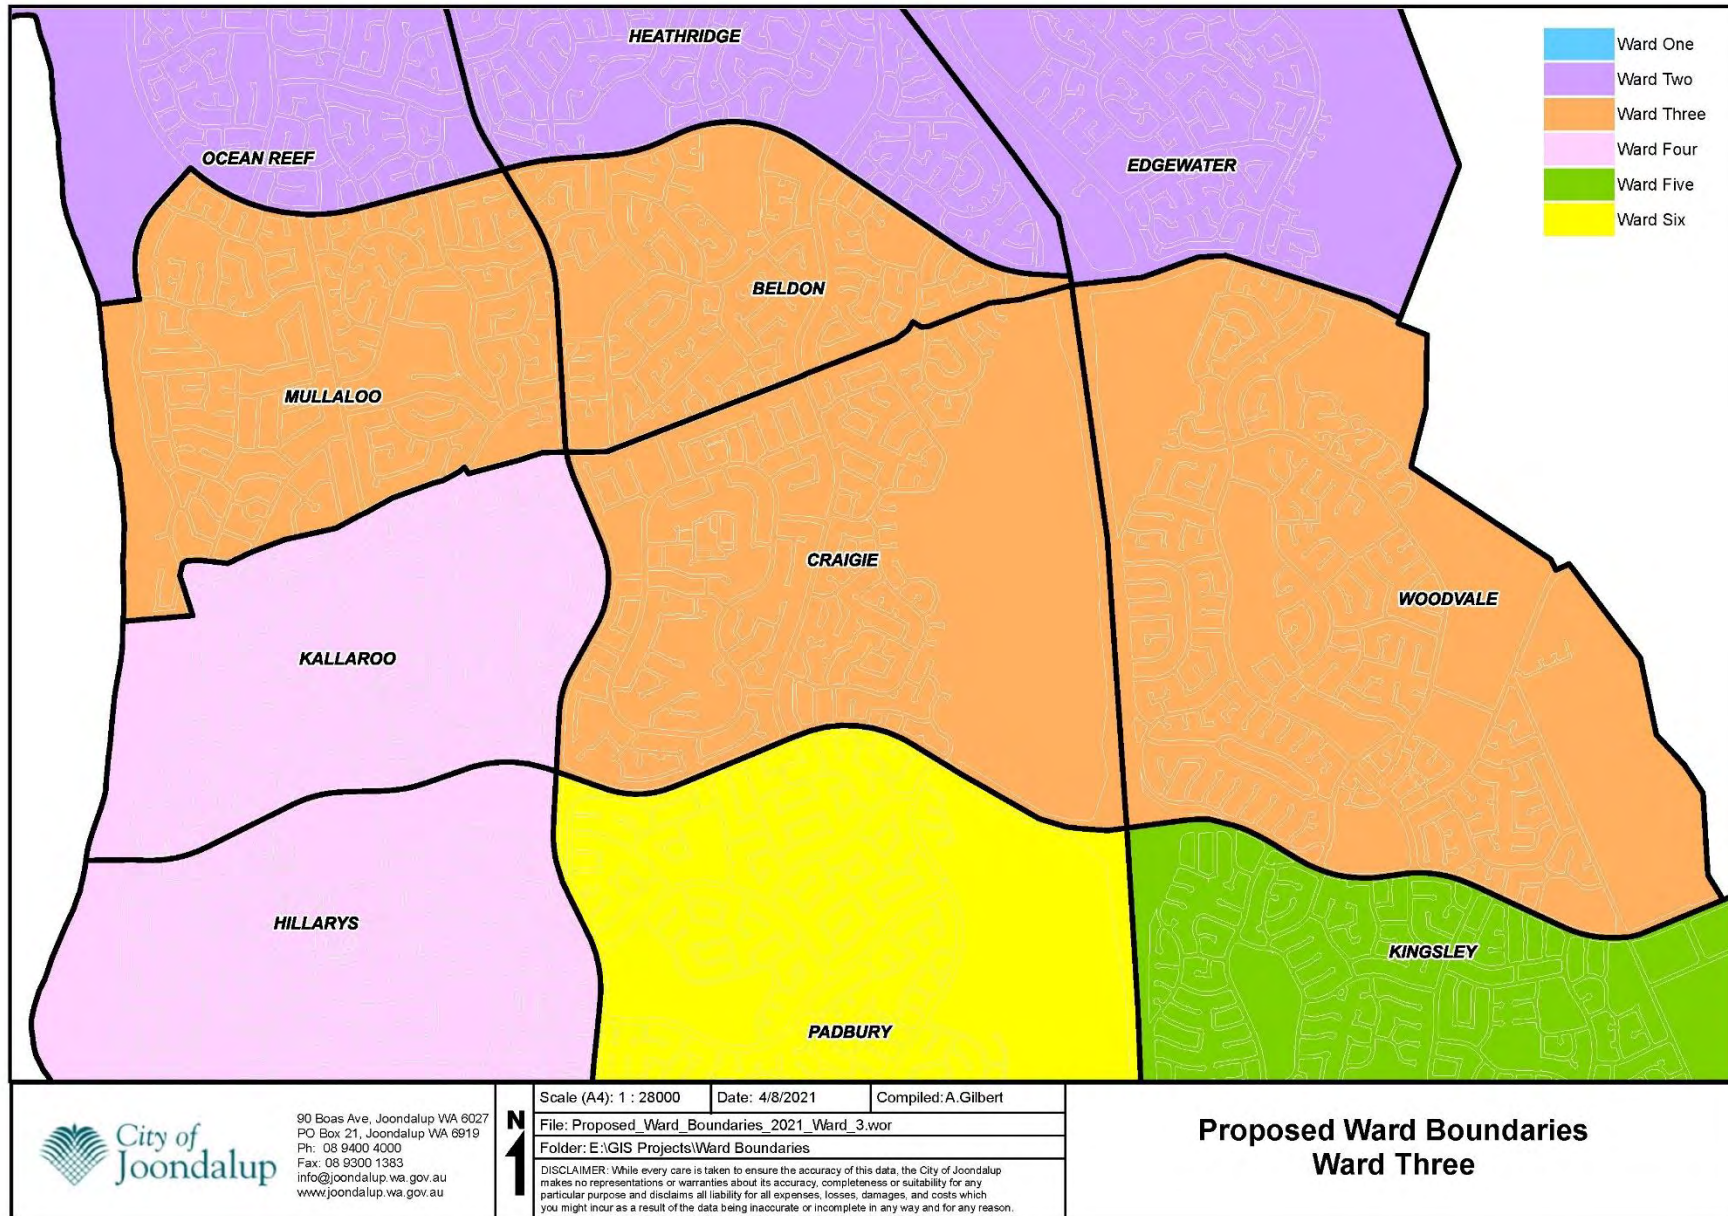 HEATHRIDGE
OCEAN REEF
EDGEWATER
BELDON
MULLALOO
CRAIGIE
WOODVALE
KALLAROO
HILLARYS
KINGSLEY
PADBURY
Ward One
Ward Two
Ward Three
Ward Four
Ward Five
Ward Six
City of
Joondalup
90 Boas Ave, Joondalup WA 6027
PO Box 21, Joondalup WA 6919
Ph: 08 9400 4000
Fax: 08 9300 1383
info@joondalup.wa.gov.au
www.joondalup.wa.gov.au
N
Scale (A4): 1 : 28000
Date: 4/8/2021
Compiled: A.Gilbert
File: Proposed_Ward_Boundaries_2021_Ward_3.wor
Folder: E:\GIS Projects\Ward Boundaries
DISCLAIMER: While every care is taken to ensure the accuracy of this data, the City of Joondalup
makes no representations or warranties about its accuracy, completeness or suitability for any
particular purpose and disclaims all liability for all expenses, losses, damages, and costs which
you might incur as a result of the data being inaccurate or incomplete in any way and for any reason.
Proposed Ward Boundaries
Ward Three